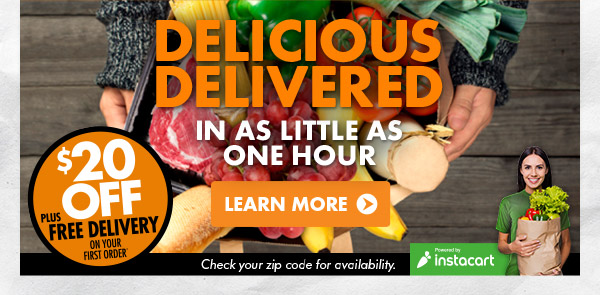 DELICIOUS
DELIVERED
IN AS LITTLE AS
ONE HOUR
$20
OFF
PLUS
FREE DELIVERY
ON YOUR
FIRST ORDER*
LEARN MORE
Check your zip code for availability.
Powered by
instacart